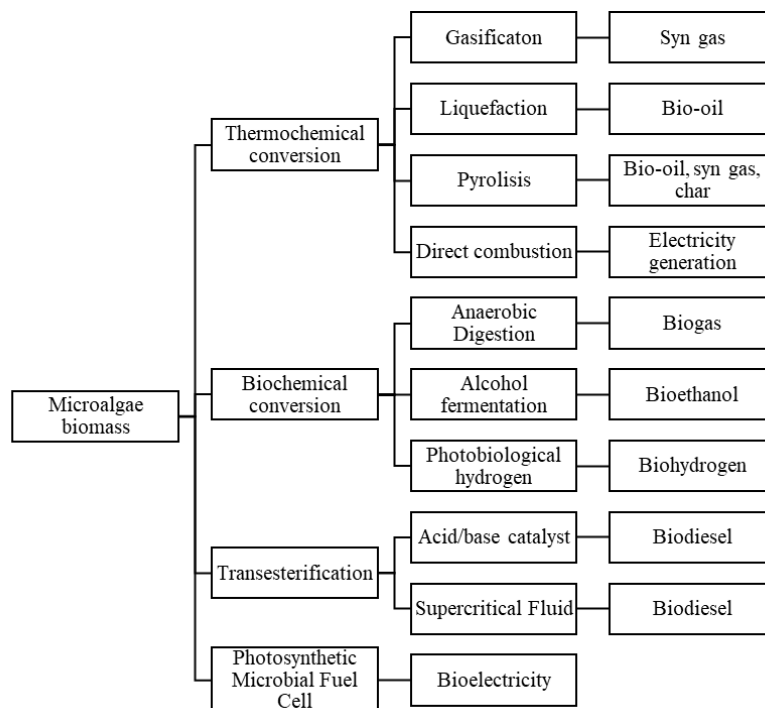 Gasificaton
Syn gas
Liquefaction
Bio-oil
Thermochemical
conversion
Pyrolisis
Bio-oil, syn gas,
char
Direct combustion
Electricity
generation
Anaerobic
Digestion
Biogas
Microalgae
biomass
Biochemical
conversion
Alcohol
fermentation
Bioethanol
Photobiological
hydrogen
Biohydrogen
Transesterification
Acid/base catalyst
Biodiesel
Supercritical Fluid
Biodiesel
Photosynthetic
Microbial Fuel
Cell
Bioelectricity